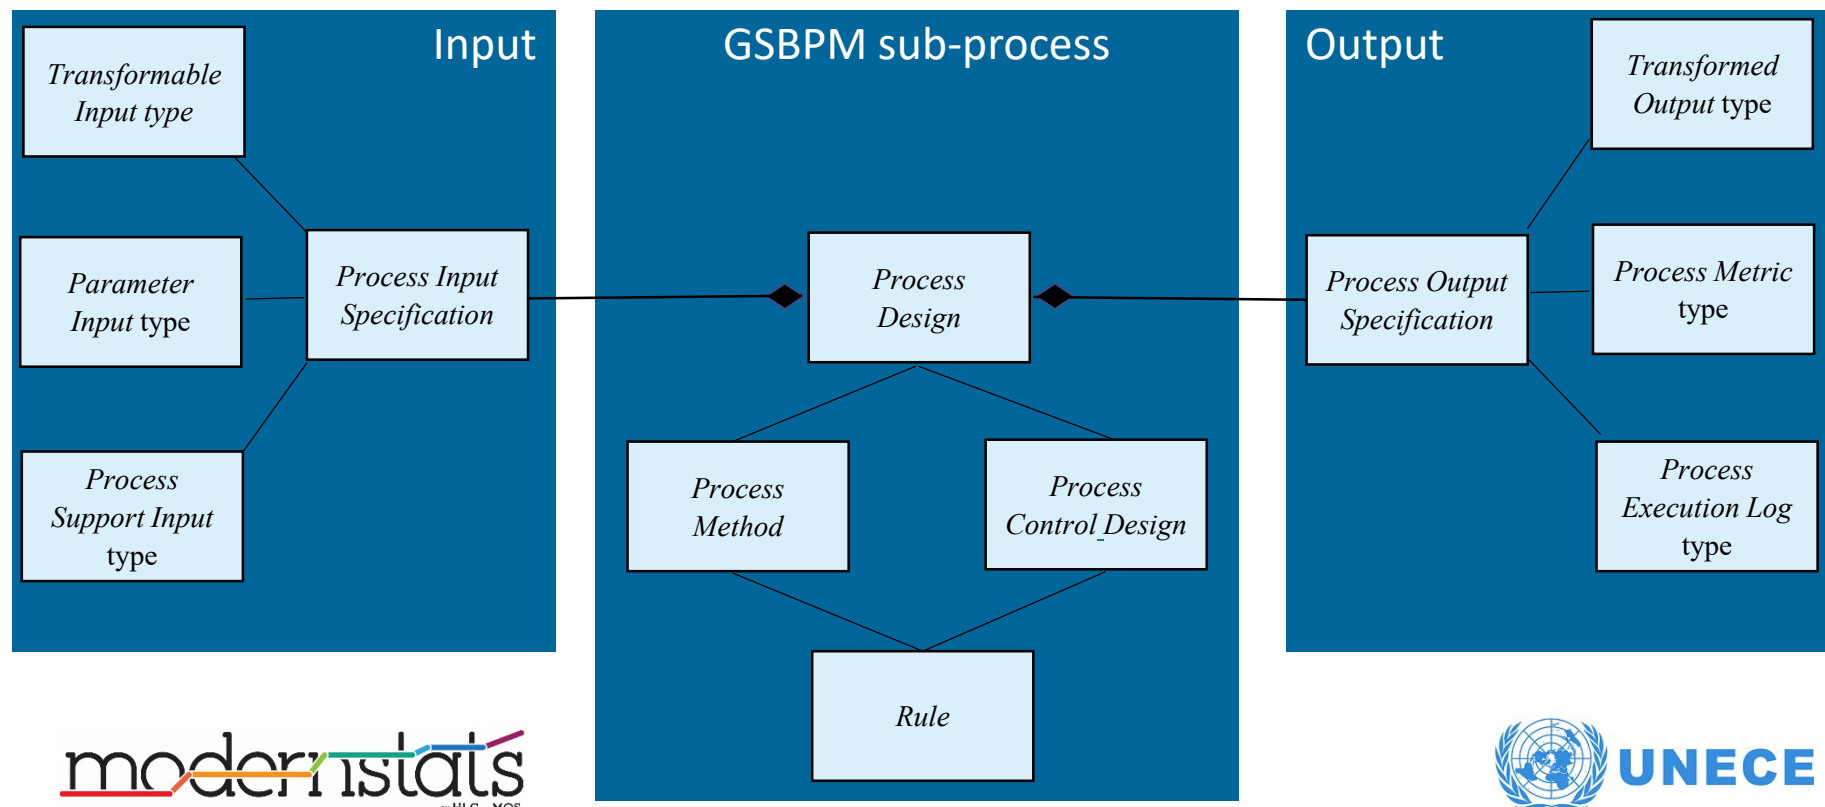 Input
Transformable
Input type
Parameter
Input type
Process
Support Input
type
Process Input
Specification
GSBPM sub-process
Process
Design
Process
Method
Process
Control Design
Rule
Output
Process Output
Specification
Transformed
Output type
Process Metric
type
Process
Execution Log
type
modernstats
UNECE